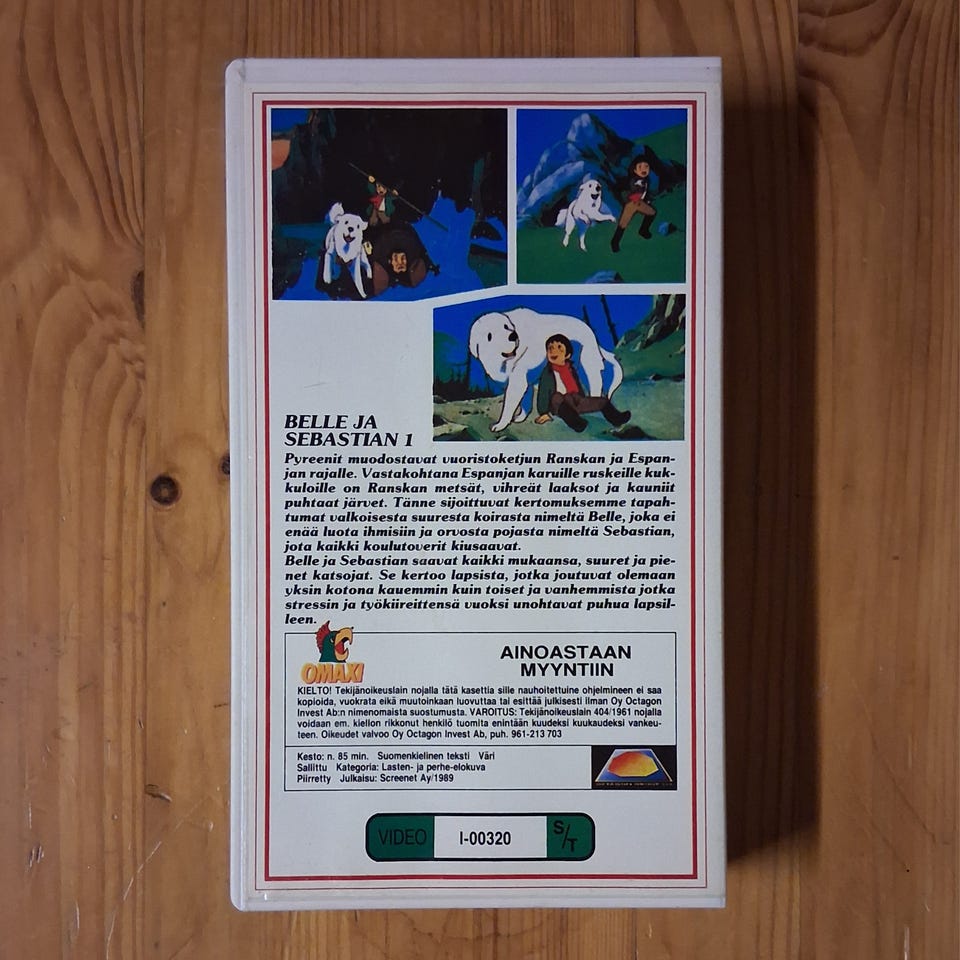 BELLE JA
SEBASTIAN 1
Pyreenit muodostavat vuoristoketjun Ranskan ja Espan-
jan rajalle. Vastakohtana Espanjan karuille ruskeille kuk-
kuloille on Ranskan metsät, vihreät laaksot ja kauniit
puhtaat järvet. Tänne sijoittuvat kertomuksemme tapah-
tumat valkoisesta suuresta koirasta nimeltä Belle, joka ei
enää luota ihmisiin ja orvosta pojasta nimeltä Sebastian,
jota kaikki koulutoverit kiusaavat.
Belle ja Sebastian saavat kaikki mukaansa, suuret ja pie-
net katsojat. Se kertoo lapsista, jotka joutuvat olemaan
yksin kotona kauemmin kuin toiset ja vanhemmista jotka
stressin ja työkiireittensä vuoksi unohtavat puhua lapsil-
leen.
OMAXI
AINOASTAAN
MYYNTIIN
KIELTO! Tekijänoikeuslain nojalla tätä kasettia sille nauhoitettuine ohjelmineen ei saa
kopioida, vuokrata eikä muutoinkaan luovuttaa tai esittää julkisesti ilman Oy Octagon
Invest Ab:n nimenomaista suostumusta. VAROITUS: Tekijänoikeuslain 404/1961 nojalla
voidaan em. kiellon rikkonut henkilö tuomita enintään kuudeksi kuukaudeksi vankeu-
teen. Oikeudet valvoo Oy Octagon Invest Ab, puh. 961-213 703
Kesto: n. 85 min. Suomenkielinen teksti Väri
Sallittu Kategoria: Lasten- ja perhe-elokuva
Piirretty Julkaisu: Screenet Ay/1989
VIDEO I-00320 S/T